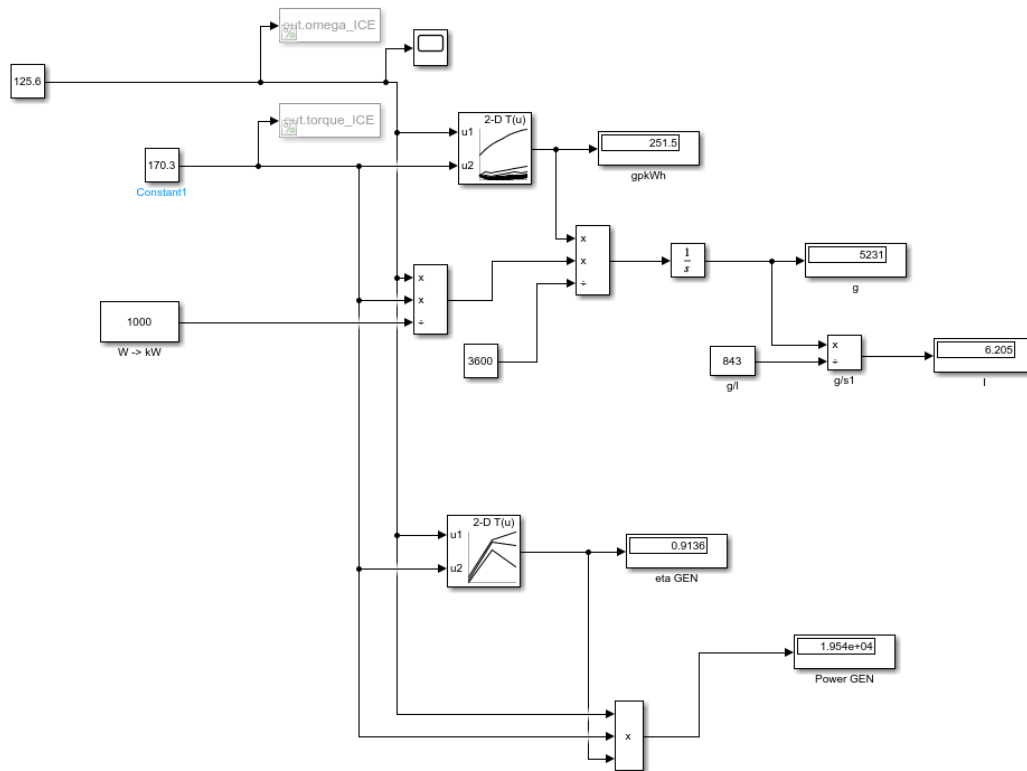 out.omega_ICE
%
125.6
out.torque_ICE
%
170.3
Constant1
2-D T(u)
u1
u2
251.5
gpkWh
x
x
÷
1
s
5231
g
x
x
÷
1000
W -> kW
3600
843
g/l
x
÷
g/s1
6.205
l
2-D T(u)
u1
u2
0.9136
eta GEN
1.954e+04
Power GEN
x